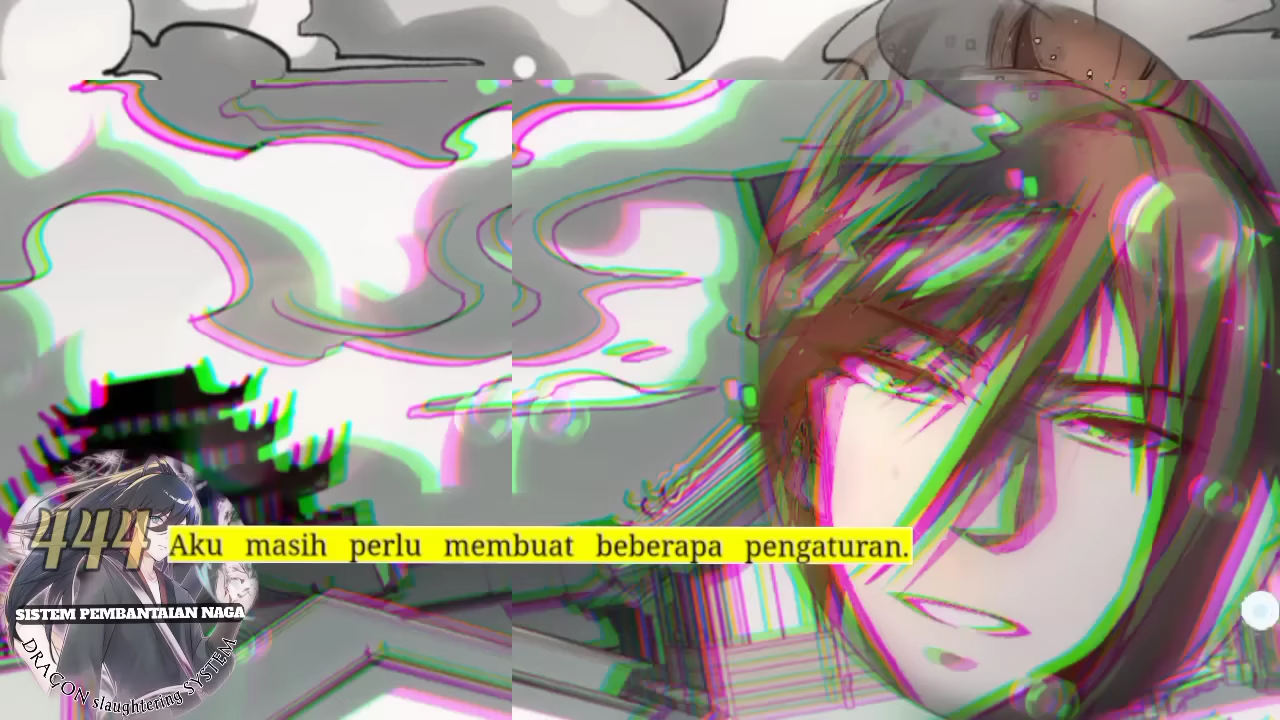 444
Aku masih perlu membuat beberapa pengaturan.
SISTEM PEMBANTAIAN NAGA
DRAGON slaughtering SYSTEM